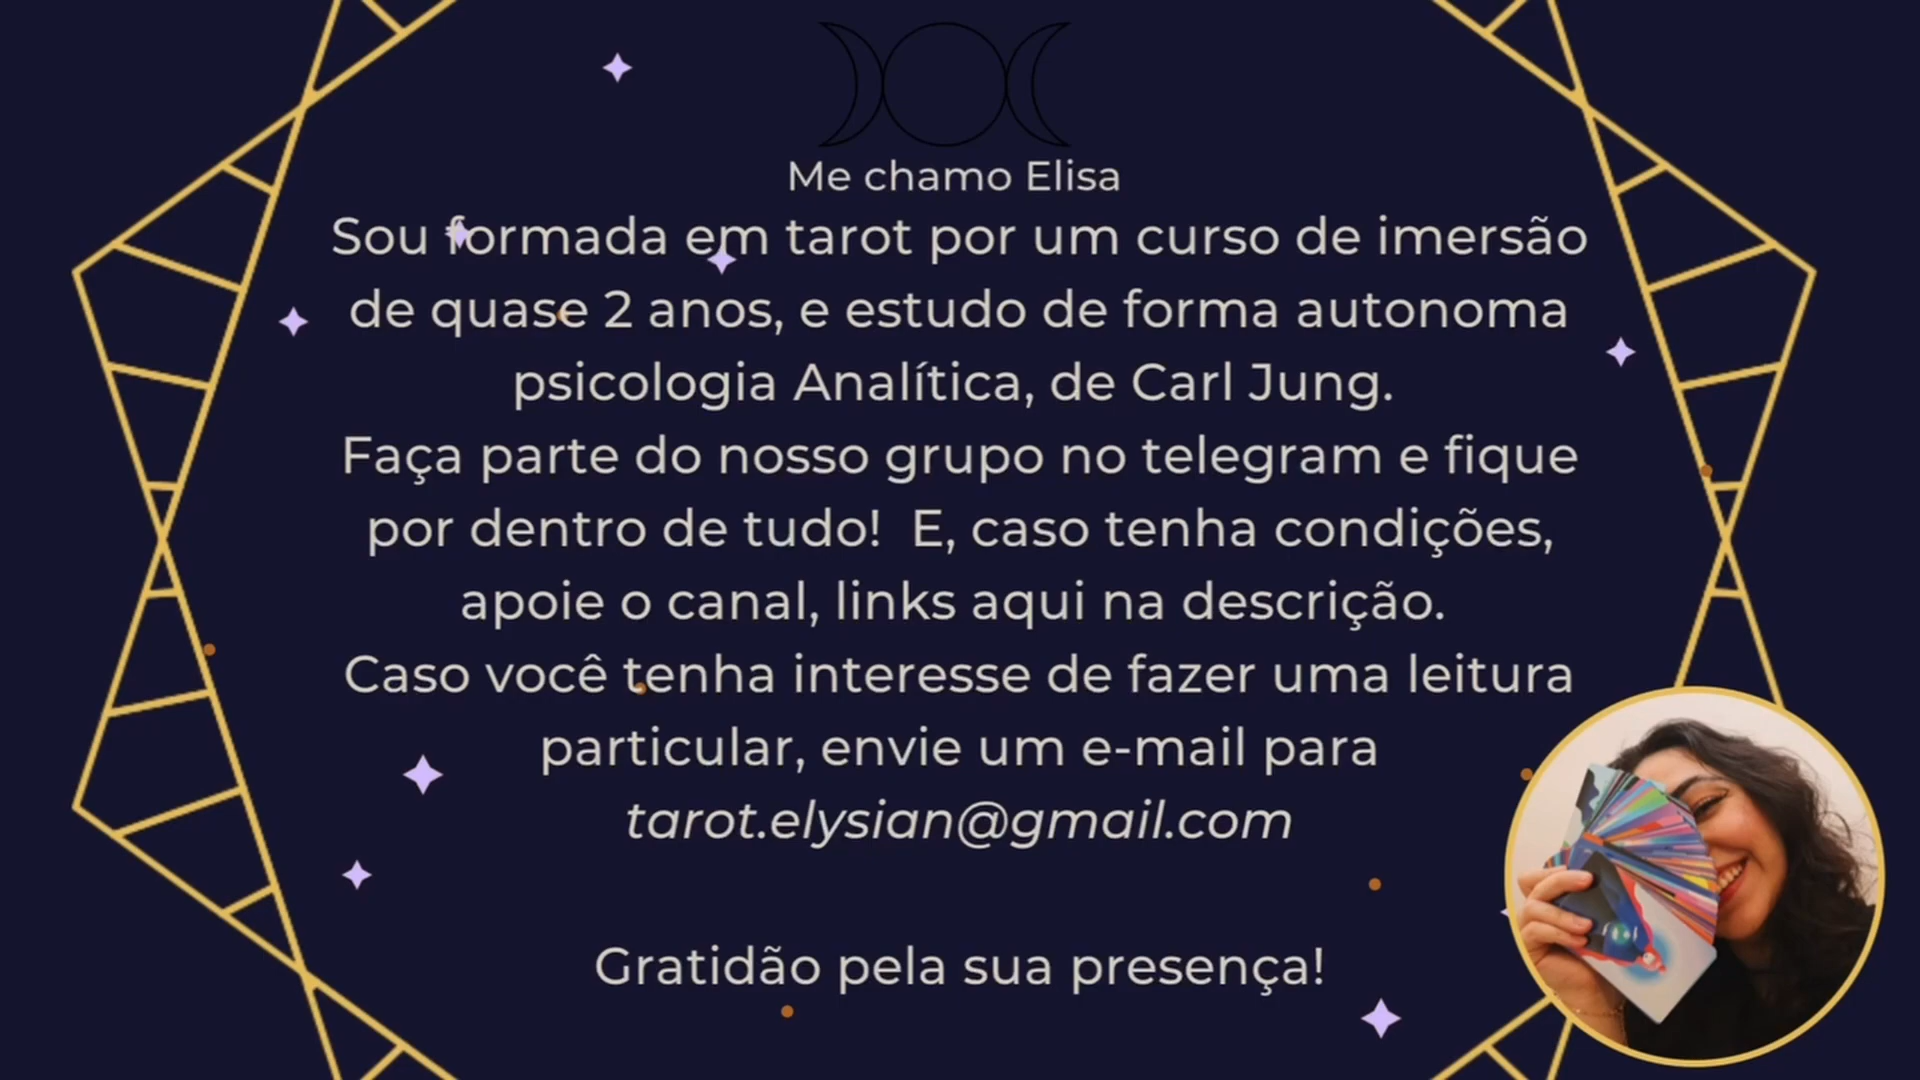 Me chamo Elisa
Sou formada em tarot por um curso de imersão
de quase 2 anos, e estudo de forma autonoma
psicologia Analítica, de Carl Jung.
Faça parte do nosso grupo no telegram e fique
por dentro de tudo!  E, caso tenha condições,
apoie o canal, links aqui na descrição.
Caso você tenha interesse de fazer uma leitura
particular, envie um e-mail para
tarot.elysian@gmail.com
Gratidão pela sua presença!